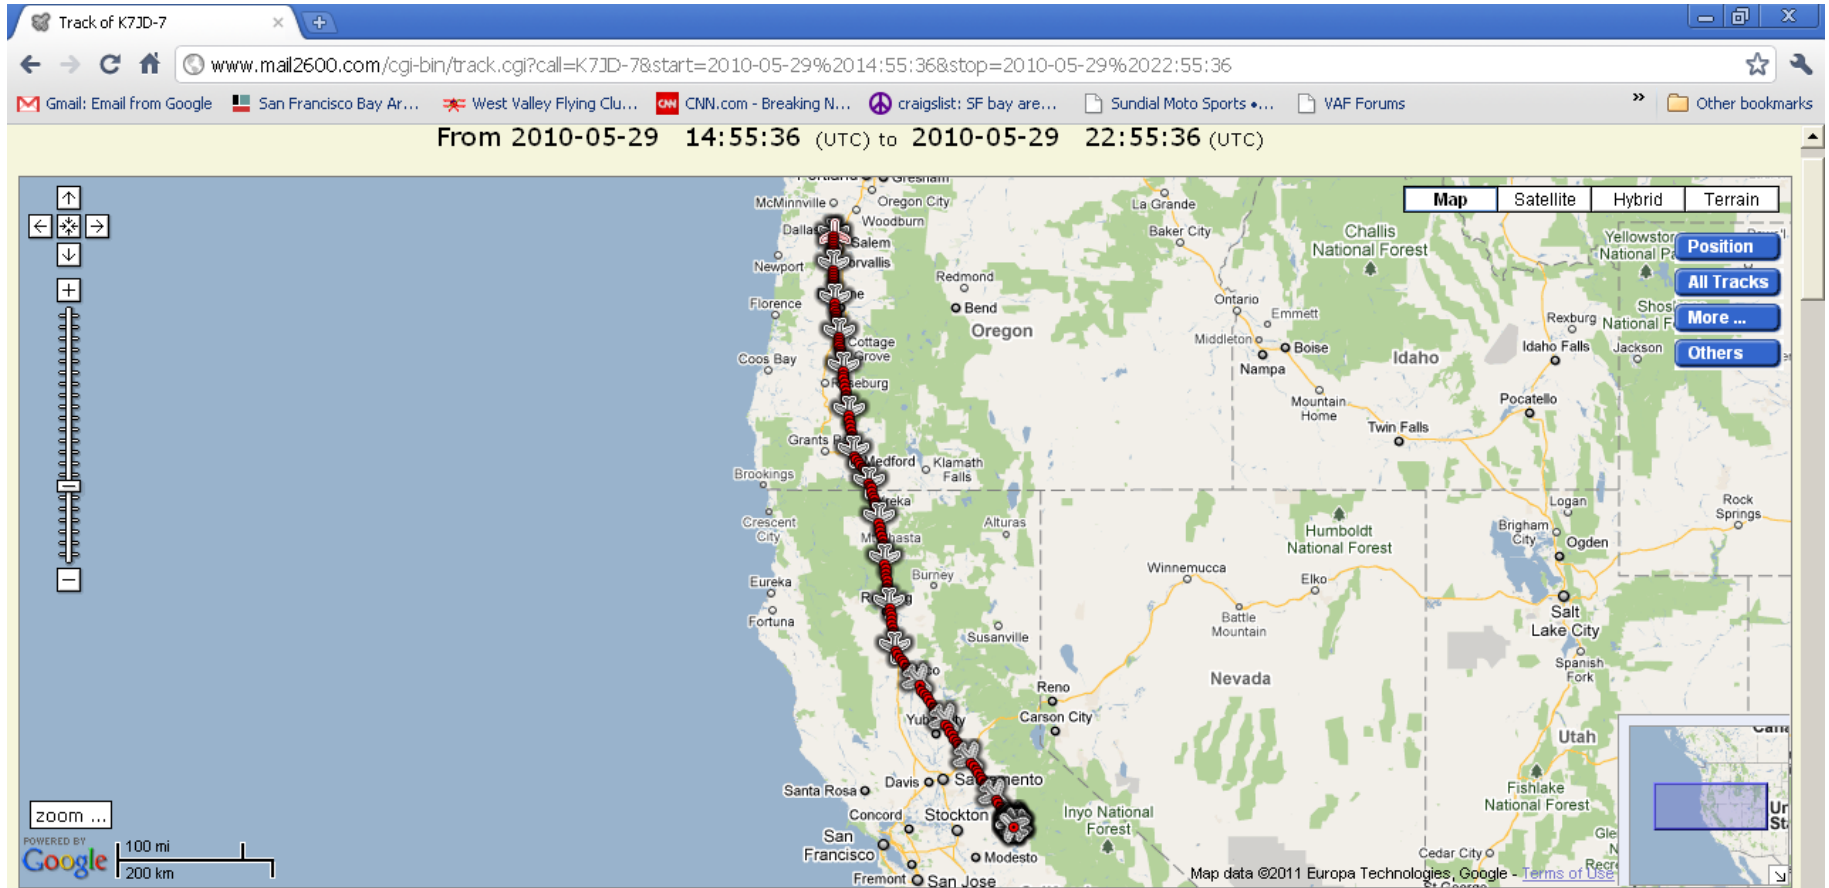 Track of K7JD-7
www.mail2600.com/cgi-bin/track.cgi?call=K7JD-7&start=2010-05-29%2014:55:36&stop=2010-05-29%2022:55:36
Gmail: Email from Google
San Francisco Bay Ar...
West Valley Flying Clu...
CNN CNN.com - Breaking N...
craigslist: SF bay are...
Sundial Moto Sports •...
VAF Forums
»
Other bookmarks
From 2010-05-29 14:55:36 (UTC) to 2010-05-29 22:55:36 (UTC)
Map
Satellite
Hybrid
Terrain
Position
All Tracks
More ...
Others
Gresham
McMinnville
Oregon City
Woodburn
Salem
Newport
Redmond
Florence
Bend
Oregon
Cottage
Grove
Coos Bay
Medford
Klamath
Falls
Brookings
Crescent
City
Alturas
Burney
Eureka
Fortuna
Susanville
Reno
Carson City
Davis
Santa Rosa
Concord
Stockton
San
Francisco
Modesto
Fremont
San Jose
Inyo National
Forest
La Grande
Baker City
Challis
National Forest
Ontario
Emmett
Middleton
Boise
Nampa
Idaho
Mountain
Home
Twin Falls
Pocatello
Rexburg
Idaho Falls
Jackson
Logan
Rock
Springs
Brigham
City
Ogden
Humboldt
National Forest
Winnemucca
Elko
Battle
Mountain
Salt
Lake City
Spanish
Fork
Nevada
Utah
Fishlake
National Forest
Cedar City
zoom ...
POWERED BY
Google
100 mi
200 km
Map data ©2011 Europa Technologies, Google - Terms of Use